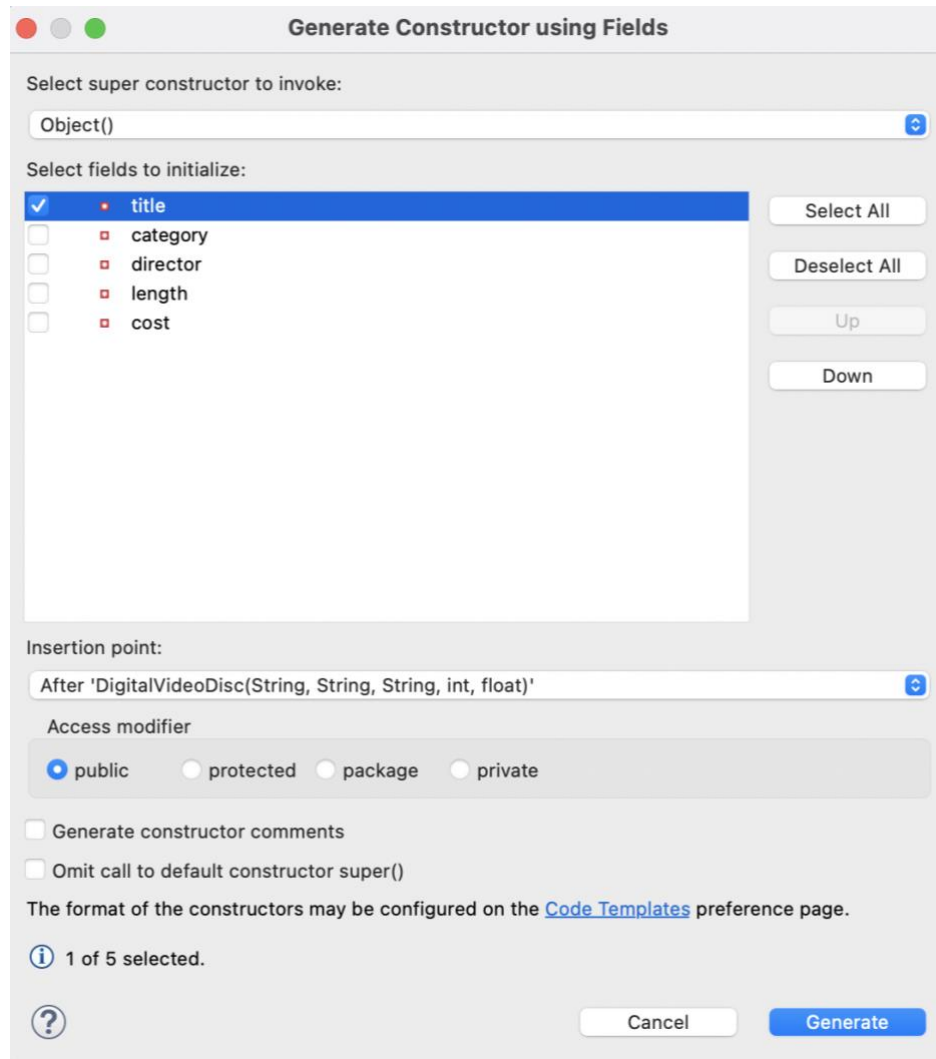 Generate Constructor using Fields
Select super constructor to invoke:
Object()
Select fields to initialize:
title
category
director
length
cost
Select All
Deselect All
Up
Down
Insertion point:
After 'DigitalVideoDisc(String, String, String, int, float)'
Access modifier
public protected package private
Generate constructor comments
Omit call to default constructor super()
The format of the constructors may be configured on the Code Templates preference page.
1 of 5 selected.
Cancel Generate